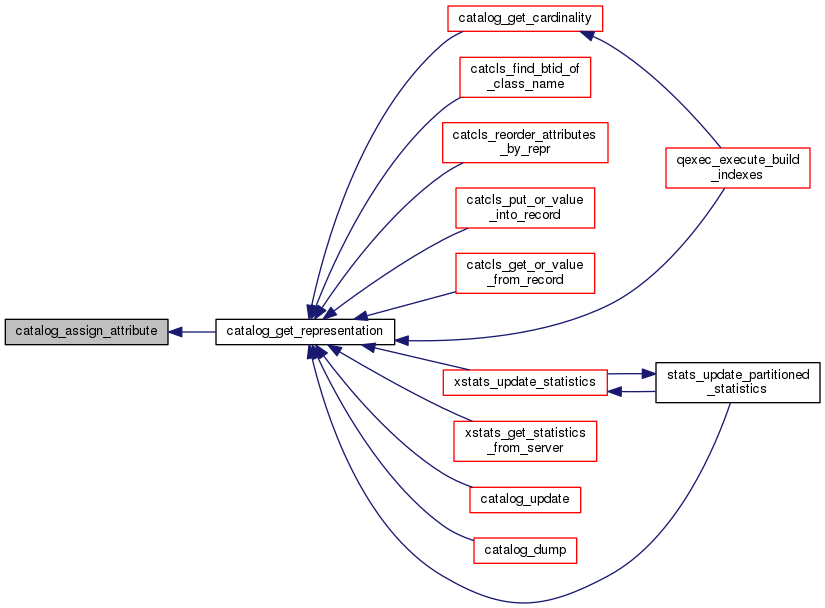 catalog_get_cardinality
catcls_find_btid_of
_class_name
catcls_reorder_attributes
_by_repr
qexec_execute_build
_indexes
catcls_put_or_value
_into_record
catcls_get_or_value
_from_record
catalog_assign_attribute
catalog_get_representation
xstats_update_statistics
stats_update_partitioned
_statistics
xstats_get_statistics
_from_server
catalog_update
catalog_dump